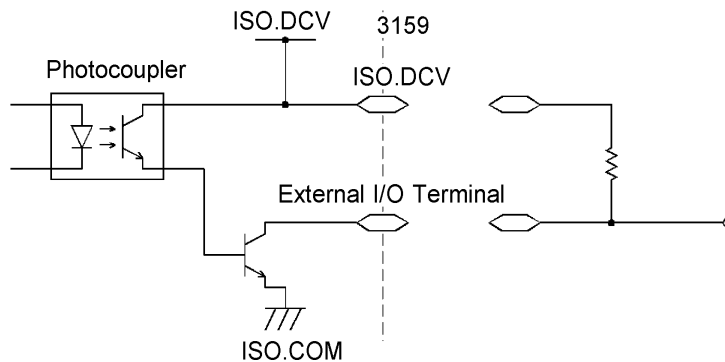 ISO.DCV
3159
Photocoupler
ISO.DCV
External I/O Terminal
ISO.COM